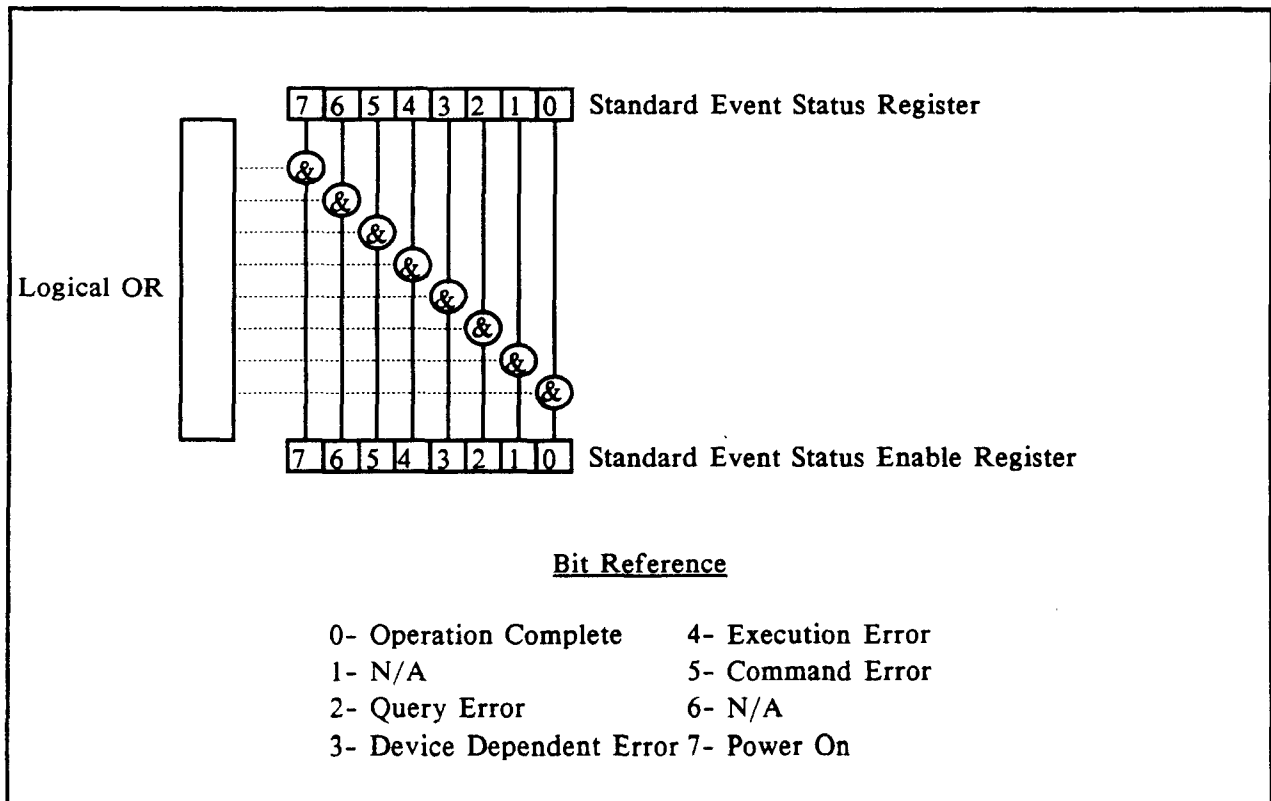 7 6 5 4 3 2 1 0 Standard Event Status Register
&
&
&
&
Logical OR
&
&
&
&
7 6 5 4 3 2 1 0 Standard Event Status Enable Register
Bit Reference
0- Operation Complete 4- Execution Error
1- N/A 5- Command Error
2- Query Error 6- N/A
3- Device Dependent Error 7- Power On